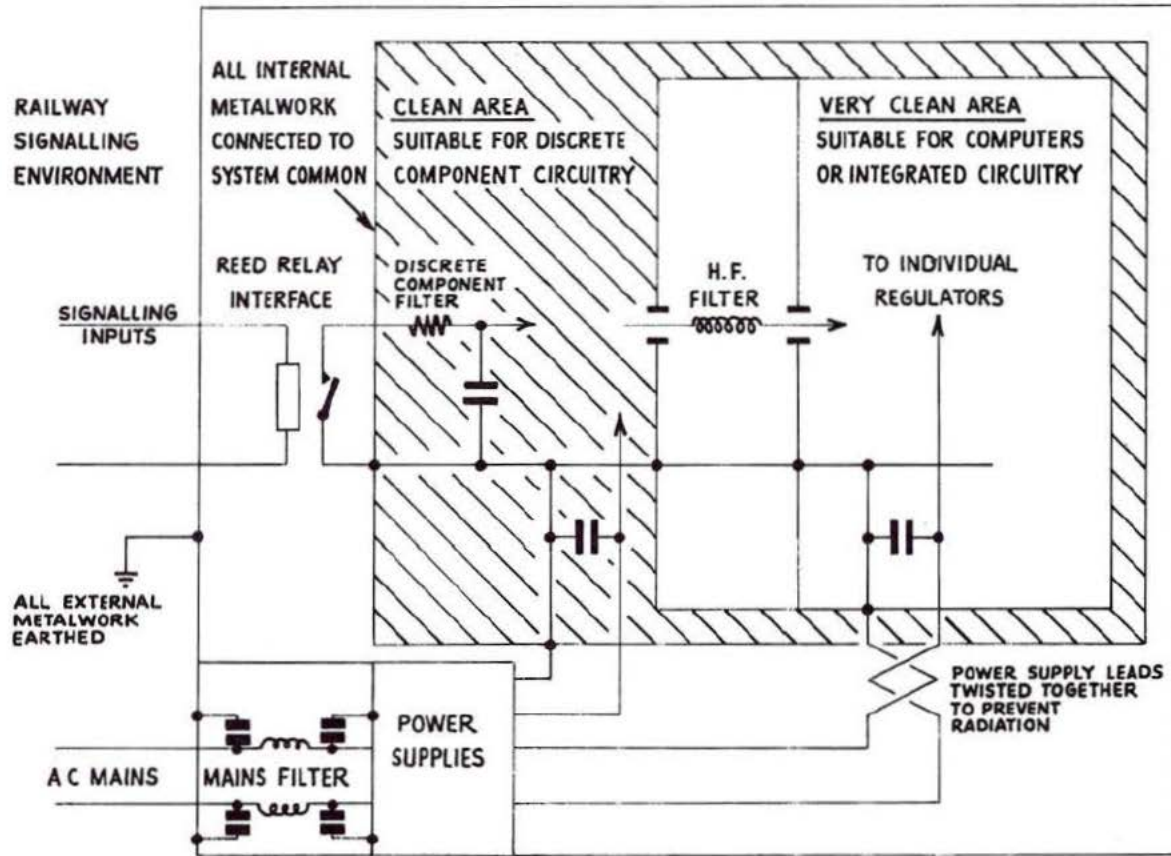 RAILWAY
SIGNALLING
ENVIRONMENT
ALL INTERNAL
METALWORK
CONNECTED TO
SYSTEM COMMON
CLEAN AREA
SUITABLE FOR DISCRETE
COMPONENT CIRCUITRY
VERY CLEAN AREA
SUITABLE FOR COMPUTERS
OR INTEGRATED CIRCUITRY
REED RELAY
INTERFACE
DISCRETE
COMPONENT
FILTER
H.F.
FILTER
TO INDIVIDUAL
REGULATORS
SIGNALLING
INPUTS
ALL EXTERNAL
METALWORK
EARTHED
POWER SUPPLY LEADS
TWISTED TOGETHER
TO PREVENT
RADIATION
POWER
SUPPLIES
AC MAINS
MAINS FILTER